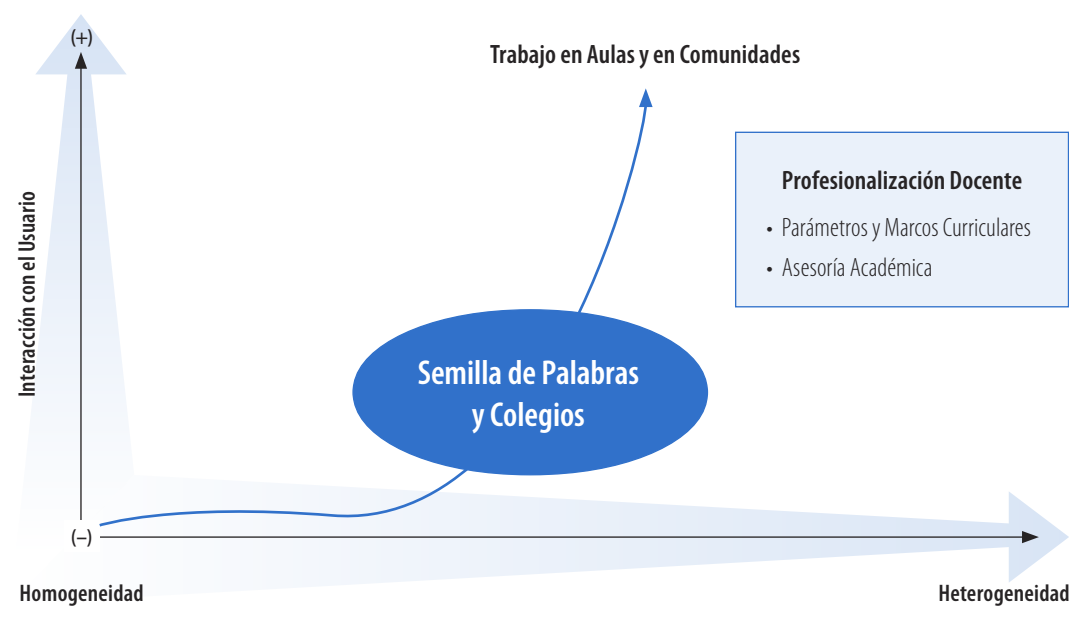 (+)
Trabajo en Aulas y en Comunidades
Interacción con el Usuario
Profesionalización Docente
• Parámetros y Marcos Curriculares
• Asesoría Académica
Semilla de Palabras
y Colegios
(–)
Homogeneidad
Heterogeneidad